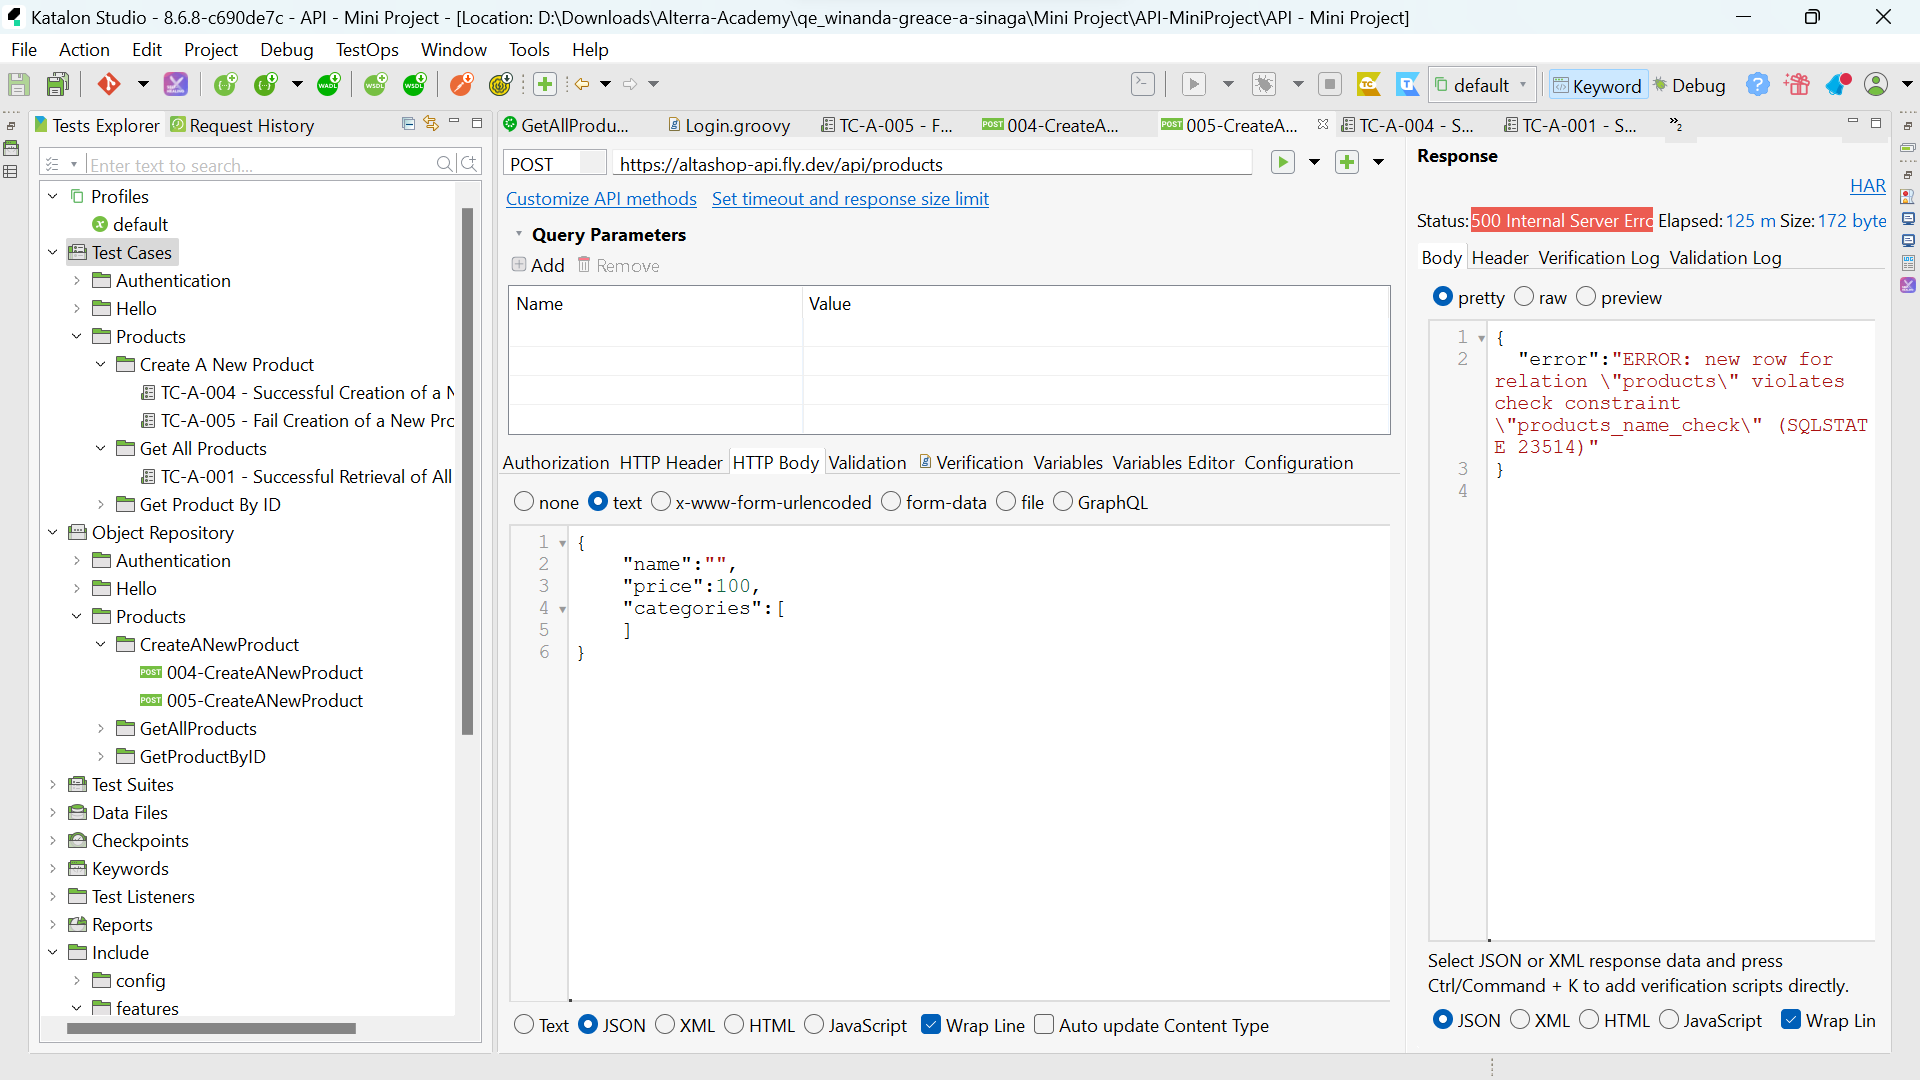 Katalon Studio - 8.6.8-c690de7c - API - Mini Project - [Location: D:\Downloads\Alterra-Academy\qe_winanda-greace-a-sinaga\Mini Project\API-MiniProject\API - Mini Project]
File Action Edit Project Debug TestOps Window Tools Help
default Keyword Debug
Tests Explorer Request History
Enter text to search...
Profiles
default
Test Cases
Authentication
Hello
Products
Create A New Product
TC-A-004 - Successful Creation of a N
TC-A-005 - Fail Creation of a New Pro
Get All Products
TC-A-001 - Successful Retrieval of All
Get Product By ID
Object Repository
Authentication
Hello
Products
CreateANewProduct
POST 004-CreateANewProduct
POST 005-CreateANewProduct
GetAllProducts
GetProductByID
Test Suites
Data Files
Checkpoints
Keywords
Test Listeners
Reports
Include
config
features
GetAllProdu... Login.groovy TC-A-005 - F... POST 004-CreateA... POST 005-CreateA... TC-A-004 - S... TC-A-001 - S... »2
POST https://altashop-api.fly.dev/api/products
Customize API methods Set timeout and response size limit
Query Parameters
Add Remove
Name Value
Authorization HTTP Header HTTP Body Validation Verification Variables Variables Editor Configuration
none text x-www-form-urlencoded form-data file GraphQL
1 {
2 "name":"",
3 "price":100,
4 "categories":[
5 ]
6 }
Text JSON XML HTML JavaScript Wrap Line Auto update Content Type
Response
HAR
Status: 500 Internal Server Erro Elapsed: 125 m Size: 172 byte
Body Header Verification Log Validation Log
pretty raw preview
1 {
2 "error":"ERROR: new row for
relation \"products\" violates
check constraint
\"products_name_check\" (SQLSTAT
E 23514)"
3 }
4
Select JSON or XML response data and press
Ctrl/Command + K to add verification scripts directly.
JSON XML HTML JavaScript Wrap Lin